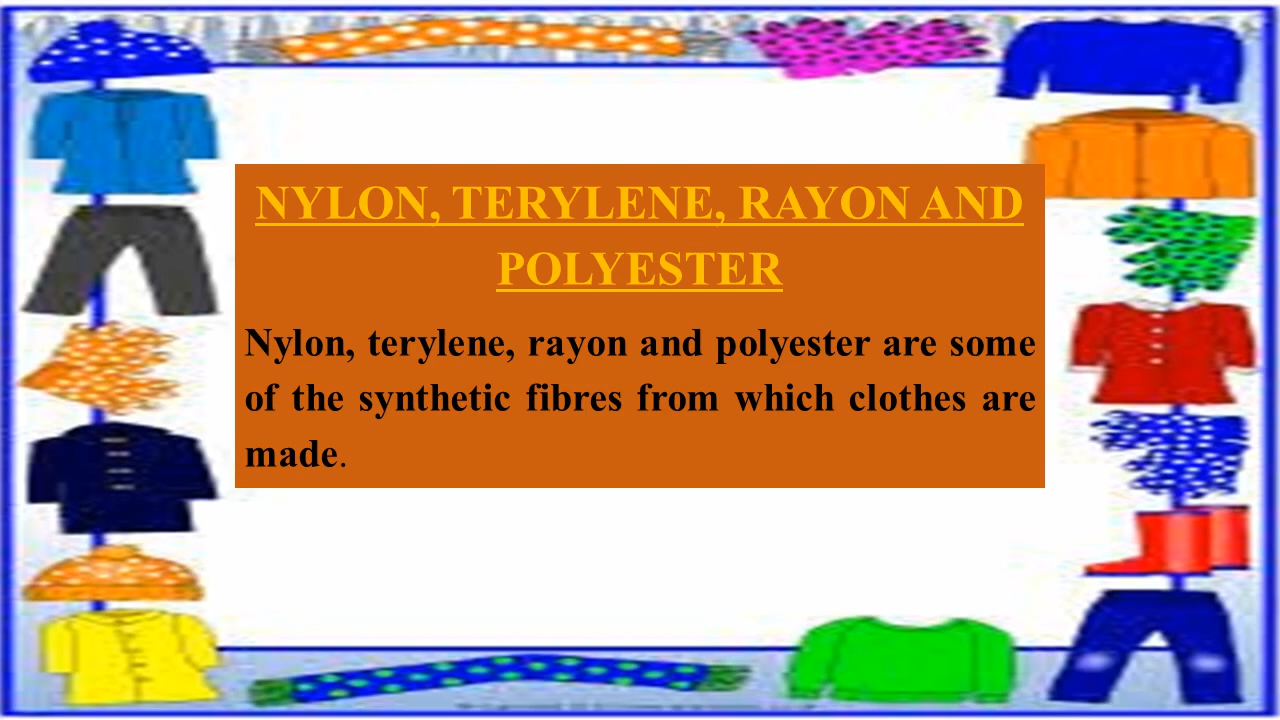 NYLON, TERYLENE, RAYON AND
POLYESTER
Nylon, terylene, rayon and polyester are some
of the synthetic fibres from which clothes are
made.